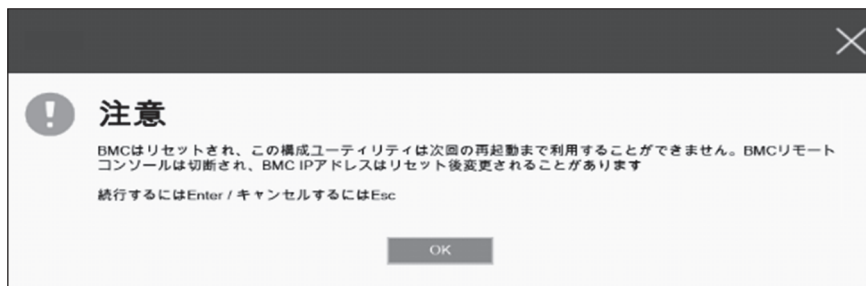 注意
BMCはリセットされ、この構成ユーティリティは次回の再起動まで利用することができません。BMCリモート
コンソールは切断され、BMC IPアドレスはリセット後変更されることがあります
続行するにはEnter / キャンセルするにはEsc
OK